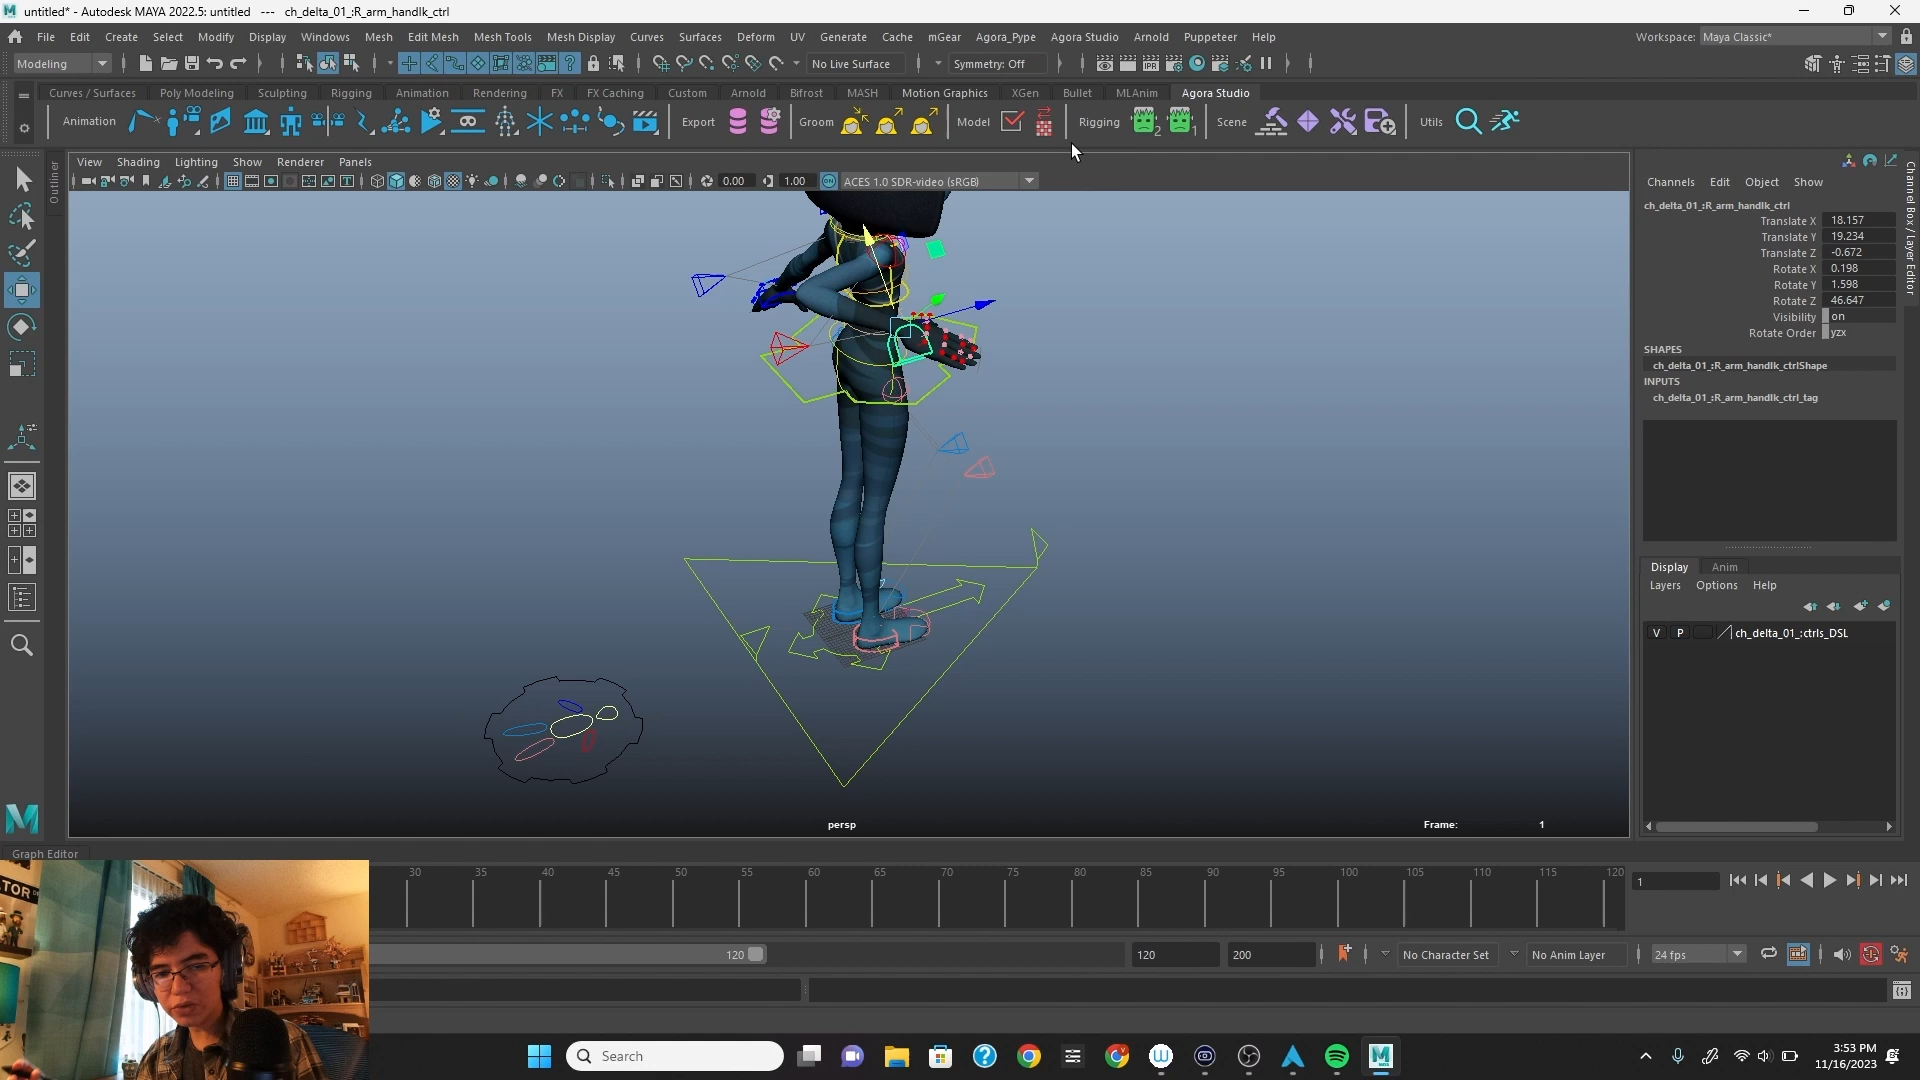 untitled* - Autodesk MAYA 2022.5: untitled --- ch_delta_01_:R_arm_handIk_ctrl
File Edit Create Select Modify Display Windows Mesh Edit Mesh Mesh Tools Mesh Display Curves Surfaces Deform UV Generate Cache mGear Agora_Pype Agora Studio Arnold Puppeteer Help Workspace: Maya Classic*
Modeling No Live Surface Symmetry: Off
Curves / Surfaces Poly Modeling Sculpting Rigging Animation Rendering FX FX Caching Custom Arnold Bifrost MASH Motion Graphics XGen Bullet MLAnim Agora Studio
Animation Export Groom Model Rigging 2 1 Scene Utils
View Shading Lighting Show Renderer Panels
0.00 1.00 ON ACES 1.0 SDR-video (sRGB)
Outliner
Channels Edit Object Show
ch_delta_01_:R_arm_handIk_ctrl
Translate X 18.157
Translate Y 19.234
Translate Z -0.672
Rotate X 0.198
Rotate Y 1.598
Rotate Z 46.647
Visibility on
Rotate Order yzx
SHAPES
ch_delta_01_:R_arm_handIk_ctrlShape
INPUTS
ch_delta_01_:R_arm_handIk_ctrl_tag
Channel Box / Layer Editor
Display Anim
Layers Options Help
V P ch_delta_01_:ctrls_DSL
persp
Frame: 1
Graph Editor
30 35 40 45 50 55 60 65 70 75 80 85 90 95 100 105 110 115 120
1
120 120 200 No Character Set No Anim Layer 24 fps
TOR
Search
3:53 PM
11/16/2023